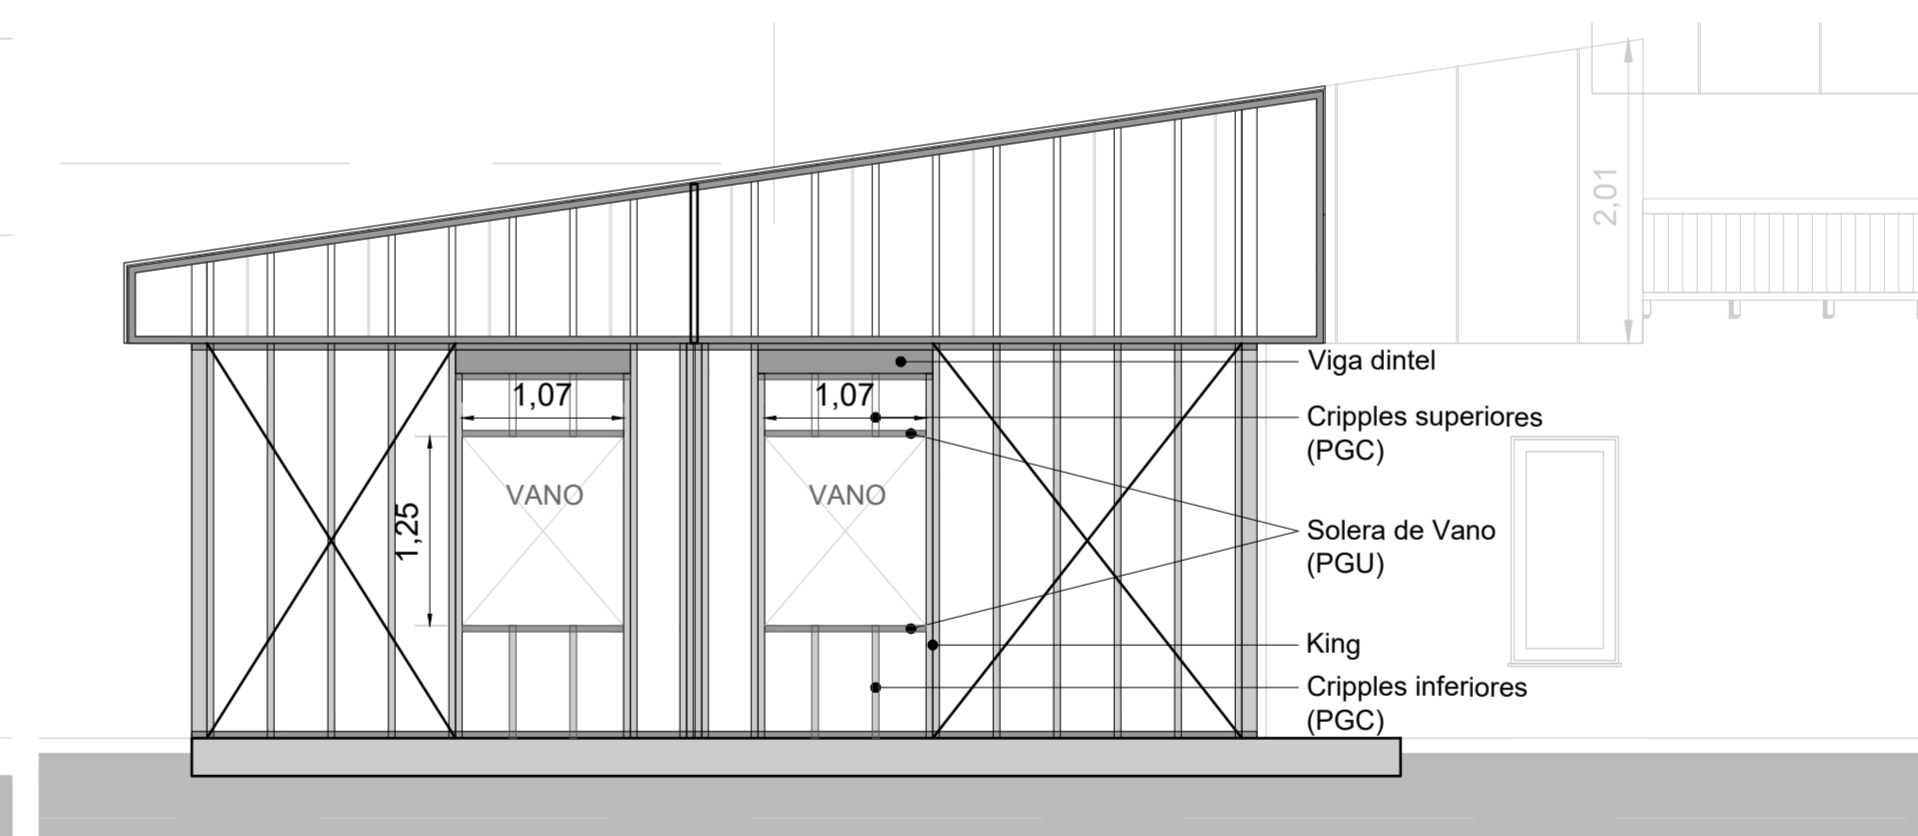 2,01
Viga dintel
1,07
1,07
Cripples superiores
(PGC)
VANO
VANO
1,25
Solera de Vano
(PGU)
King
Cripples inferiores
(PGC)